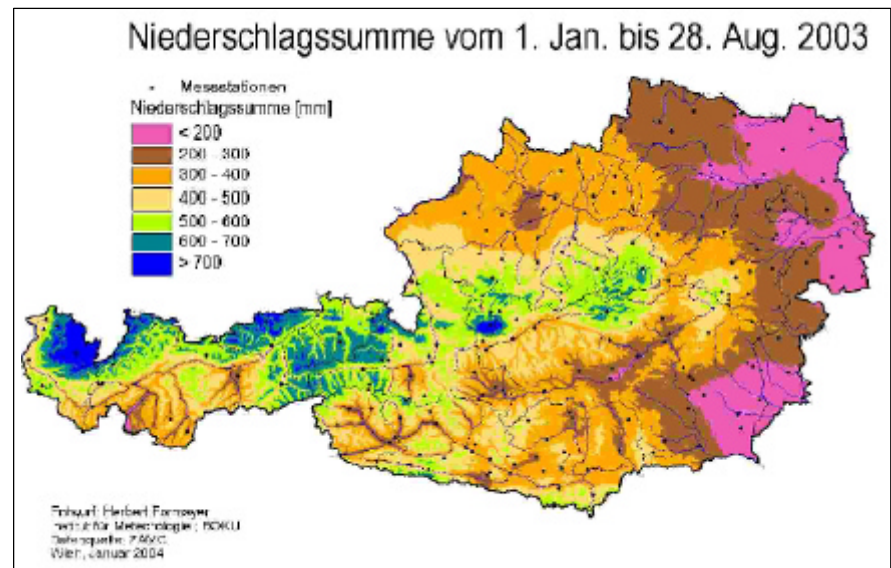 Niederschlagssumme vom 1. Jan. bis 28. Aug. 2003
Messstationen
Niederschlagssumme [mm]
< 200
200 - 300
300 - 400
400 - 500
500 - 600
600 - 700
> 700
Entwurf: Herbert Formayer
Institut für Meteorologie ; BOKU
Datenquelle: ZAMG
Wien, Januar 2004